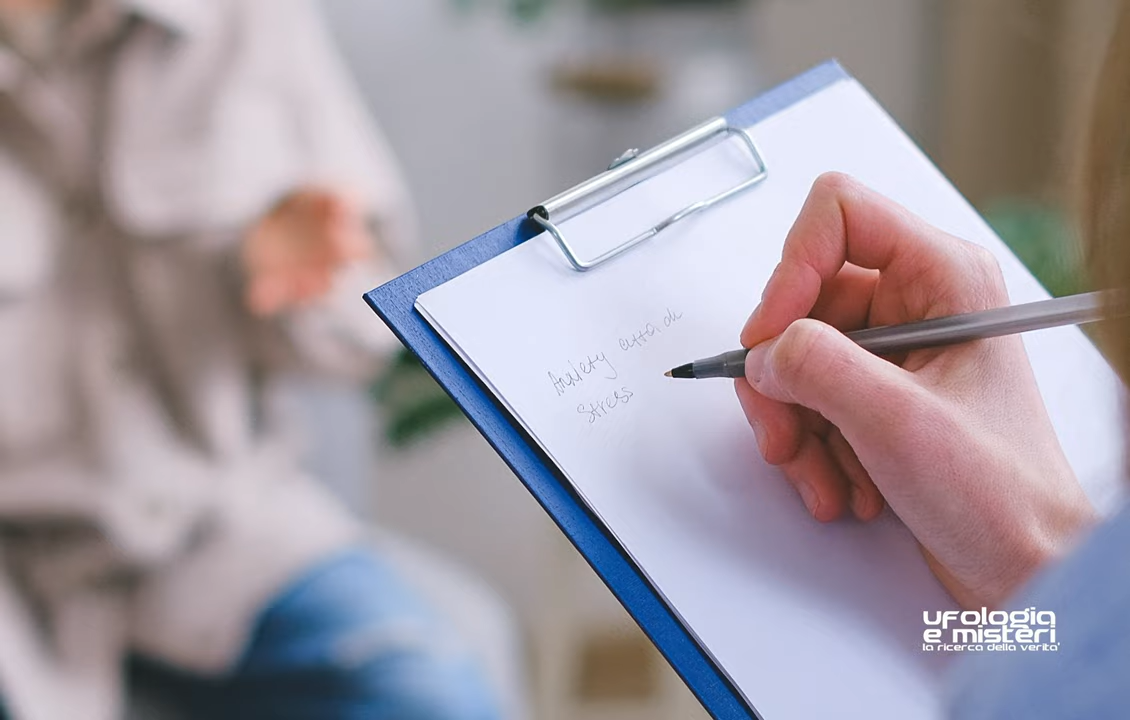 Anxiety
Stress
ufologia
e misteri
la ricerca della verita'